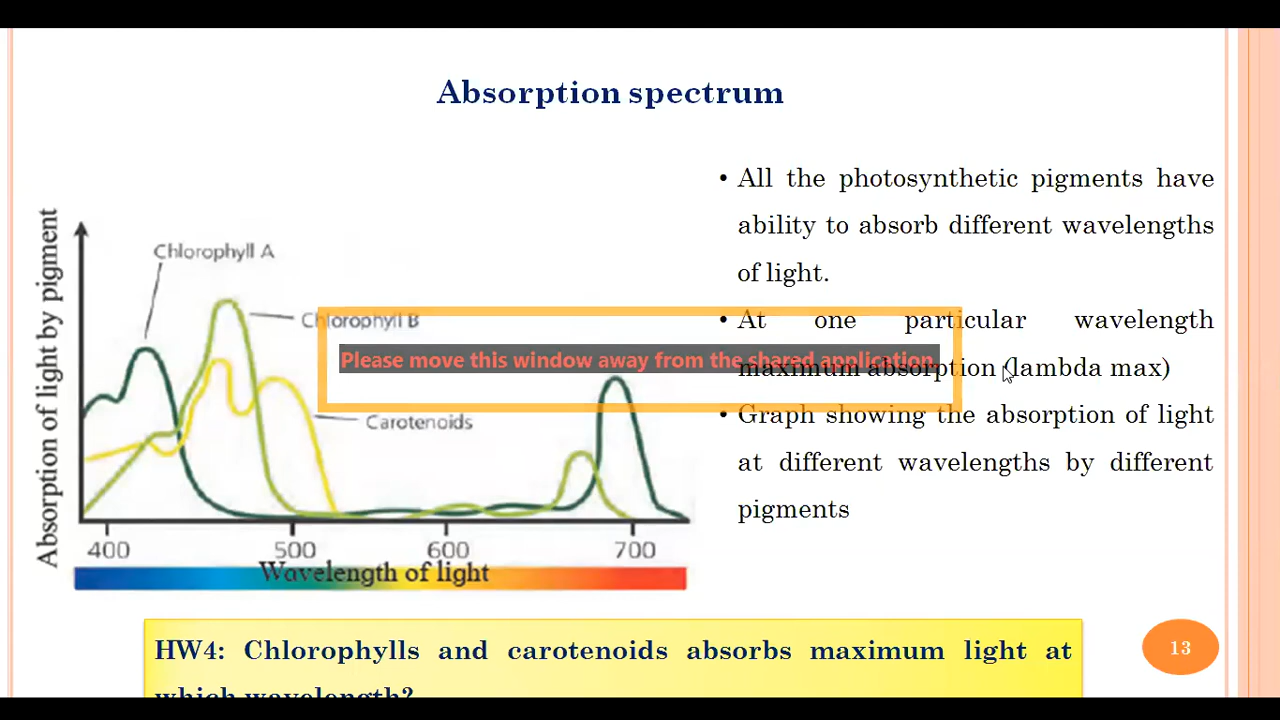 Absorption spectrum
Absorption of light by pigment
Chlorophyll A
Chlorophyll B
Carotenoids
400 500 600 700
Wavelength of light
• All the photosynthetic pigments have
ability to absorb different wavelengths
of light.
• At one particular wavelength
maximum absorption (lambda max)
• Graph showing the absorption of light
at different wavelengths by different
pigments
Please move this window away from the shared application.
HW4: Chlorophylls and carotenoids absorbs maximum light at
which wavelength?
13